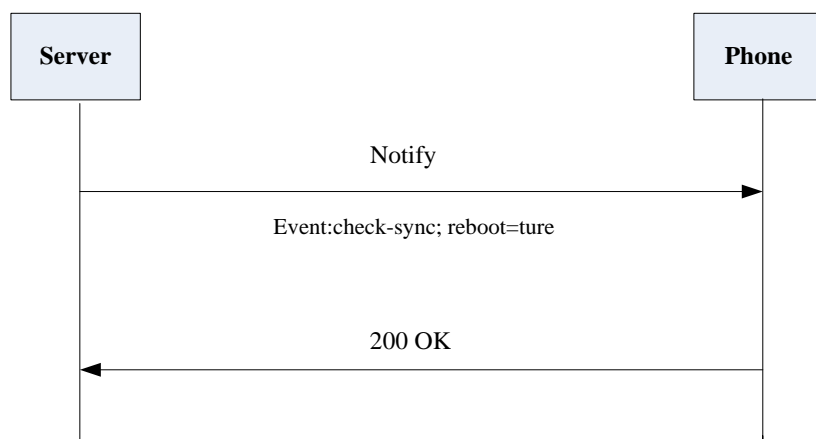 Server
Phone
Notify
Event:check-sync; reboot=ture
200 OK